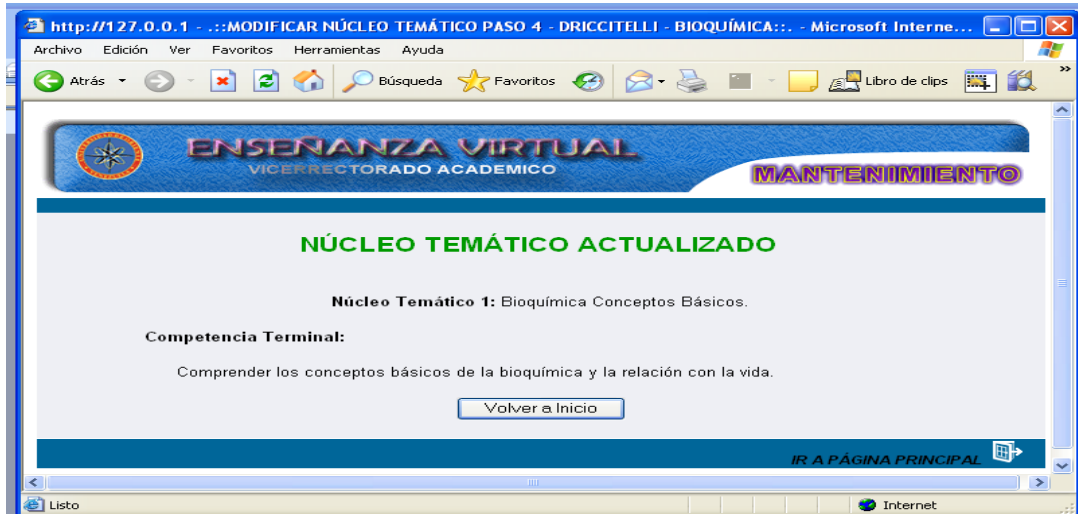 http://127.0.0.1 - .::MODIFICAR NÚCLEO TEMÁTICO PASO 4 - DRICCITELLI - BIOQUÍMICA::. - Microsoft Interne...
Archivo Edición Ver Favoritos Herramientas Ayuda
Atrás Búsqueda Favoritos Libro de clips »
ENSEÑANZA VIRTUAL
VICERRECTORADO ACADEMICO
MANTENIMIENTO
NÚCLEO TEMÁTICO ACTUALIZADO
Núcleo Temático 1: Bioquímica Conceptos Básicos.
Competencia Terminal:
Comprender los conceptos básicos de la bioquímica y la relación con la vida.
Volver a Inicio
IR A PÁGINA PRINCIPAL
Listo Internet